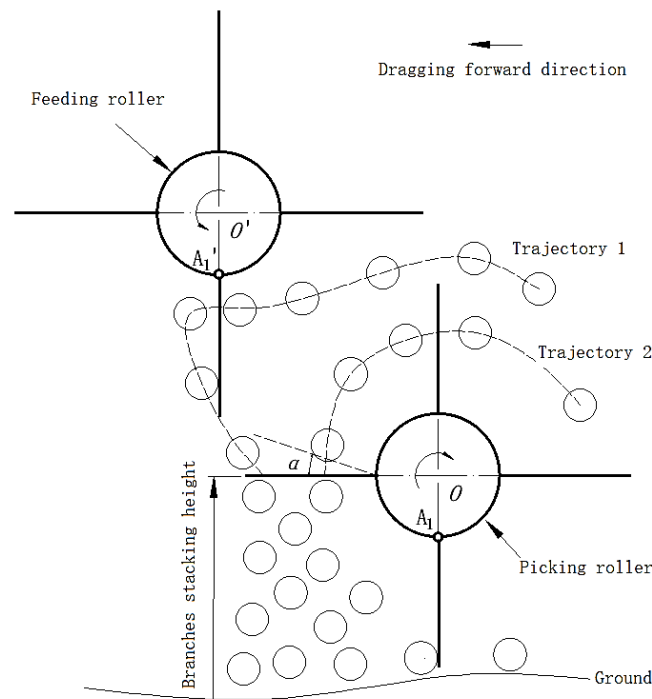 Dragging forward direction
Feeding roller
O'
A₁'
Trajectory 1
Trajectory 2
a
O
A₁
Branches stacking height
Picking roller
Ground